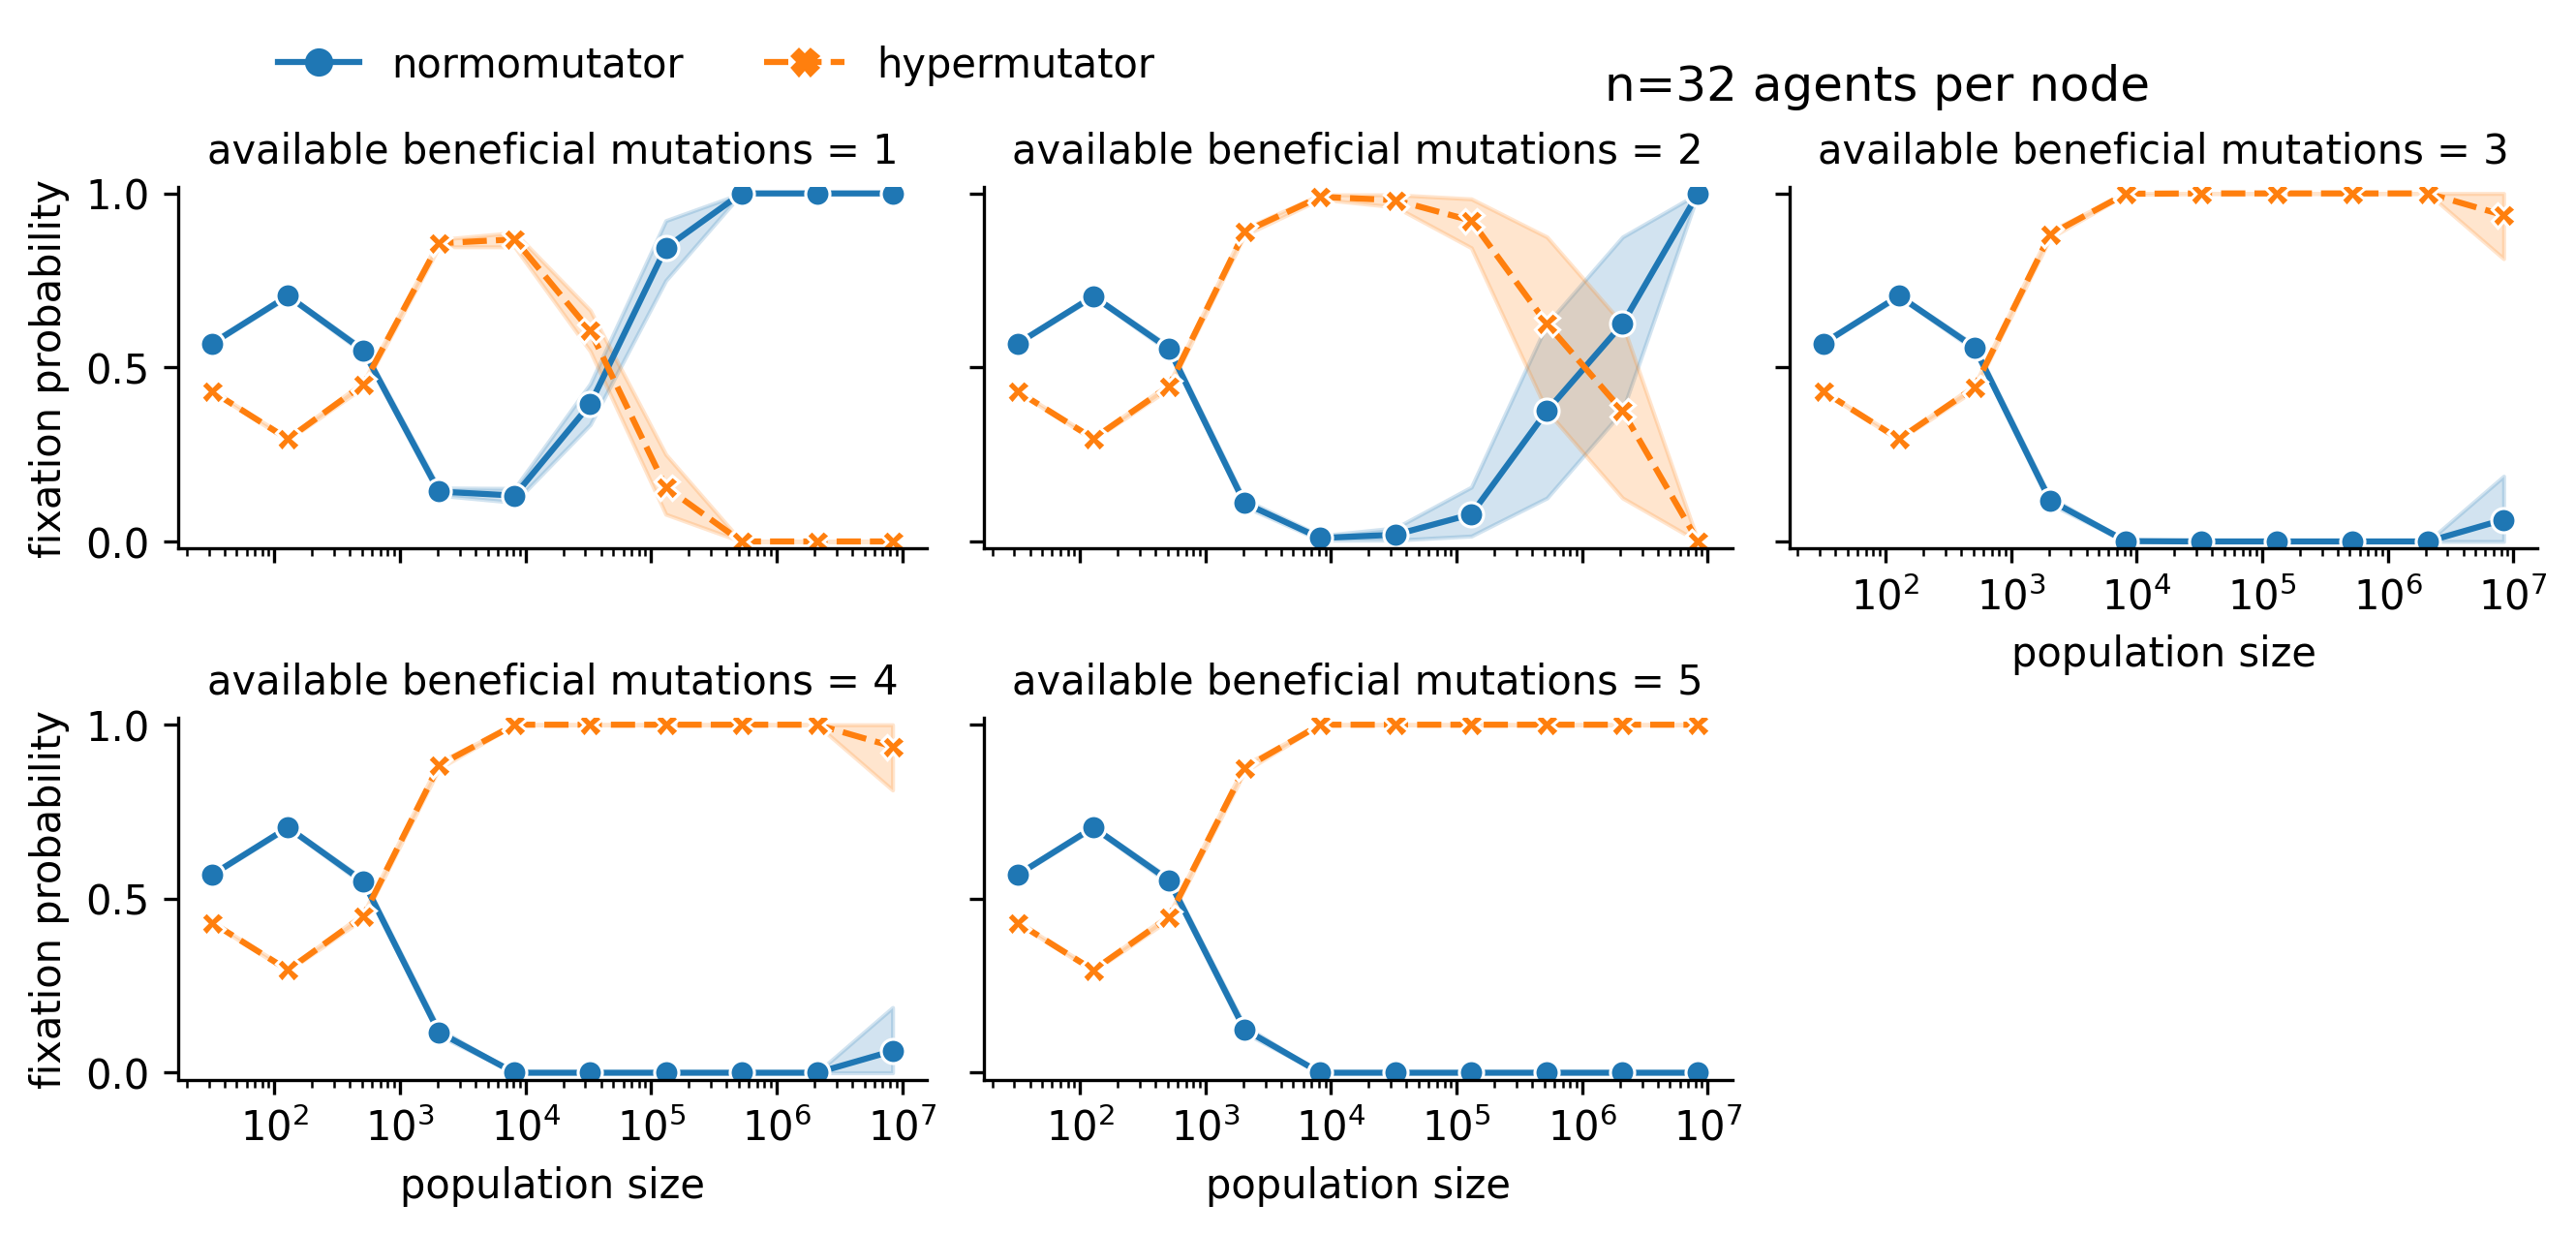 normomutator hypermutator
n=32 agents per node
available beneficial mutations = 1
available beneficial mutations = 2
available beneficial mutations = 3
fixation probability
1.0
0.5
0.0
10² 10³ 10⁴ 10⁵ 10⁶ 10⁷
population size
available beneficial mutations = 4
available beneficial mutations = 5
fixation probability
1.0
0.5
0.0
10² 10³ 10⁴ 10⁵ 10⁶ 10⁷
10² 10³ 10⁴ 10⁵ 10⁶ 10⁷
population size
population size